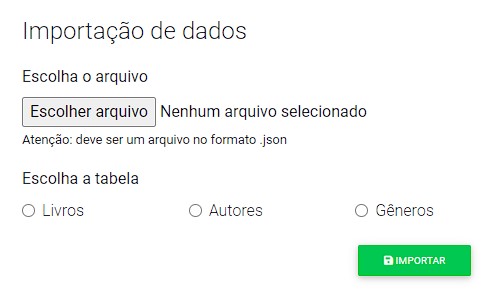 Importação de dados
Escolha o arquivo
Escolher arquivo Nenhum arquivo selecionado
Atenção: deve ser um arquivo no formato .json
Escolha a tabela
Livros Autores Gêneros
IMPORTAR